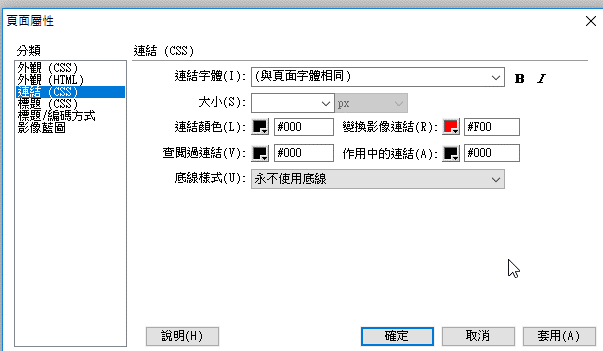 頁面屬性
分類
外觀 (CSS)
外觀 (HTML)
連結 (CSS)
標題 (CSS)
標題/編碼方式
影像藍圖
連結 (CSS)
連結字體(I): (與頁面字體相同) B I
大小(S): px
連結顏色(L): #000 變換影像連結(R): #F00
查閱過連結(V): #000 作用中的連結(A): #000
底線樣式(U): 永不使用底線
說明(H) 確定 取消 套用(A)